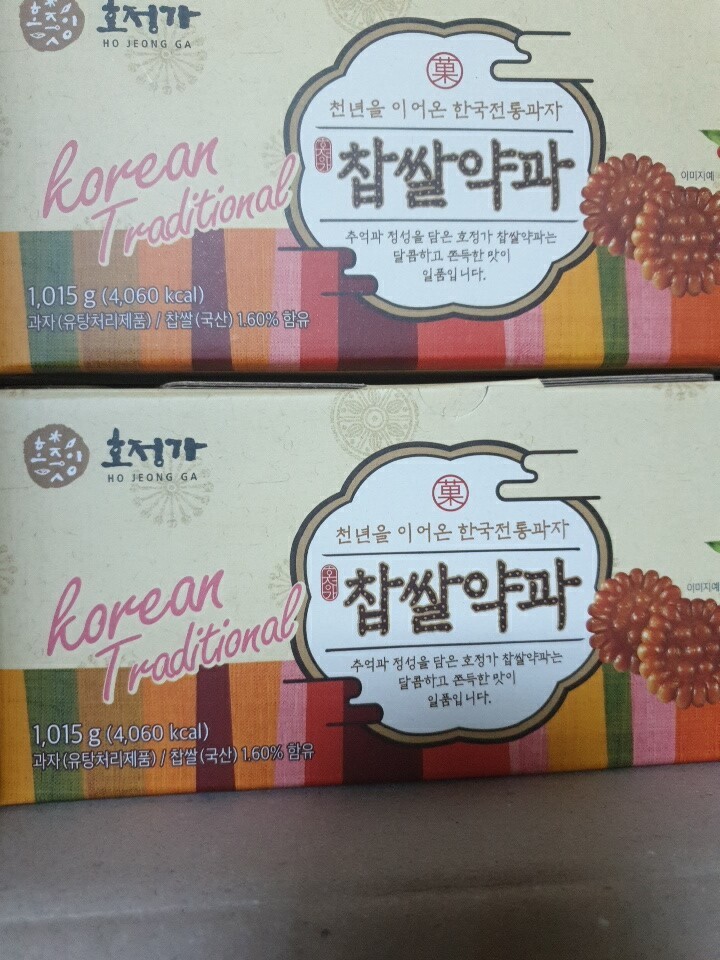 호정가
HO JEONG GA
菓
천년을 이어온 한국전통과자
찹쌀약과
Korean
Traditional
이미지예
추억과 정성을 담은 호정가 찹쌀약과는
달콤하고 쫀득한 맛이
일품입니다.
1,015 g (4,060 kcal)
과자(유탕처리제품) / 찹쌀(국산) 1.60% 함유
호정가
HO JEONG GA
菓
천년을 이어온 한국전통과자
찹쌀약과
Korean
Traditional
이미지예
추억과 정성을 담은 호정가 찹쌀약과는
달콤하고 쫀득한 맛이
일품입니다.
1,015 g (4,060 kcal)
과자(유탕처리제품) / 찹쌀(국산) 1.60% 함유